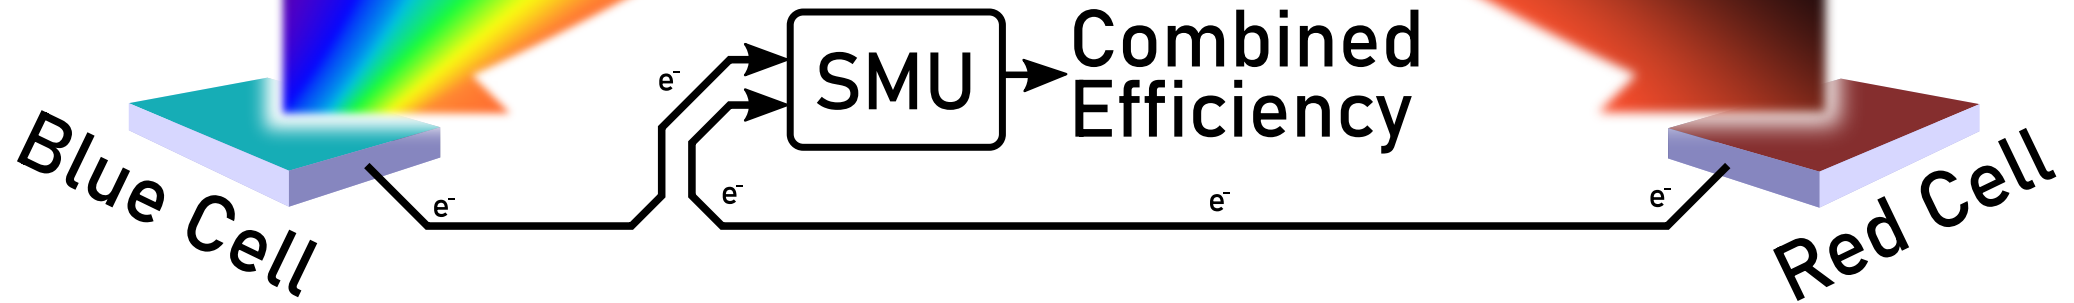 SMU
Combined
Efficiency
e⁻
e⁻
e⁻
e⁻
e⁻
Blue Cell
Red Cell